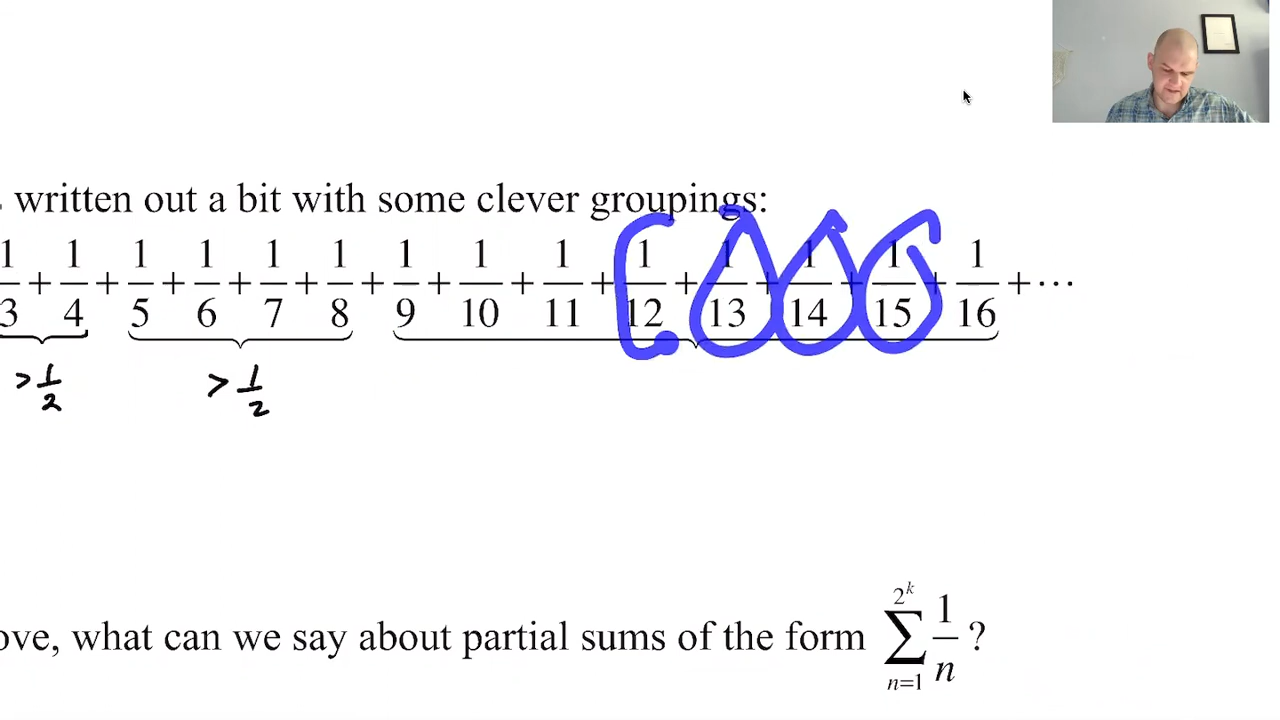 written out a bit with some clever groupings:
1/3 + 1/4 + 1/5 + 1/6 + 1/7 + 1/8 + 1/9 + 1/10 + 1/11 + 1/12 + 1/13 + 1/14 + 1/15 + 1/16 + ⋯
> 1/2 > 1/2
ove, what can we say about partial sums of the form ∑_{n=1}^{2^k} 1/n ?